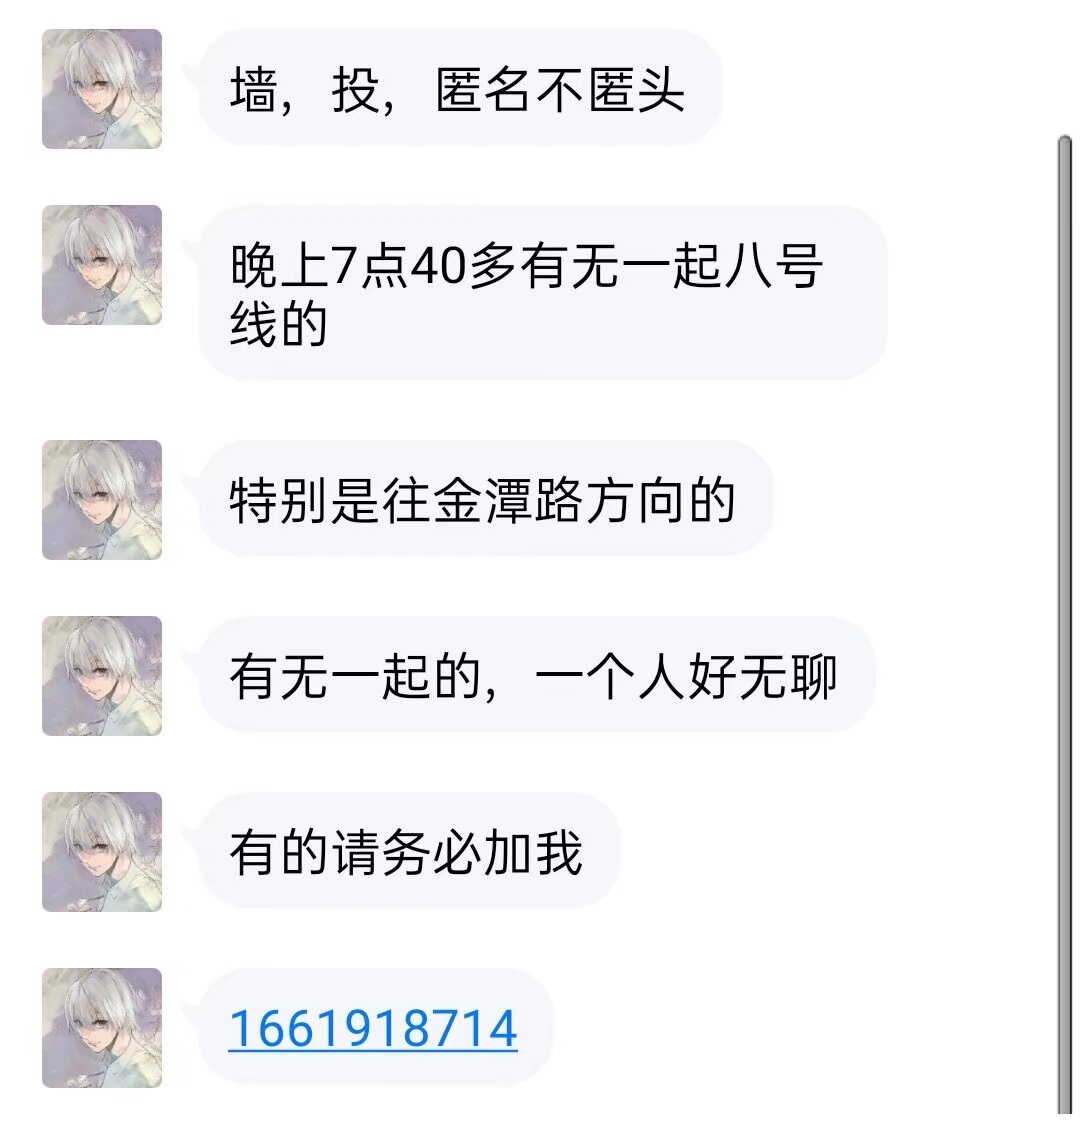 墙，投，匿名不匿头
晚上7点40多有无一起八号
线的
特别是往金潭路方向的
有无一起的，一个人好无聊
有的请务必加我
1661918714